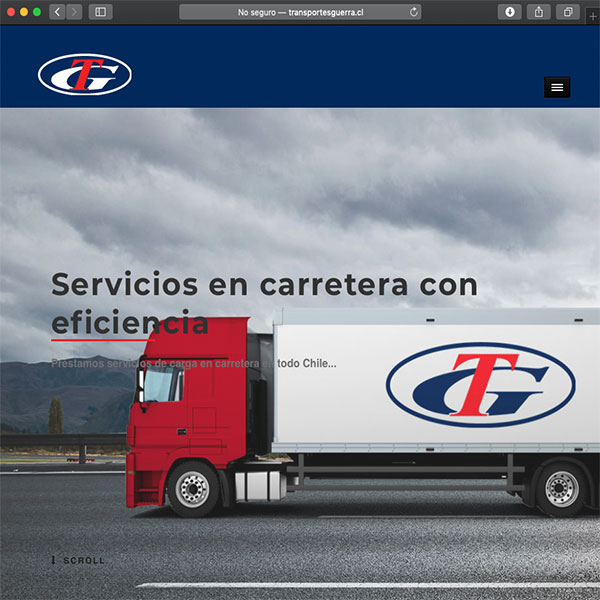 No seguro — transportesguerra.cl
TG
Servicios en carretera con
eficiencia
Prestamos servicios de carga en carretera en todo Chile...
TG
SCROLL